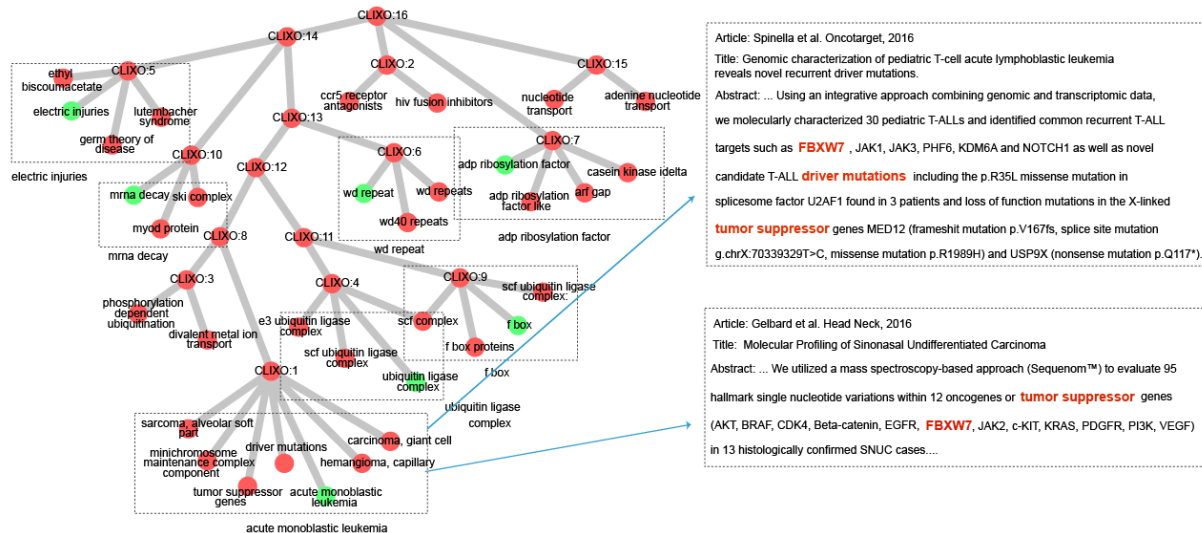 CLIXO:16
CLIXO:14
CLIXO:5
CLIXO:2
CLIXO:15
ethyl
biscoumacetate
electric injuries
lutembacher
syndrome
germ theory of
disease
electric injuries
ccr5 receptor
antagonists
hiv fusion inhibitors
nucleotide
transport
adenine nucleotide
transport
CLIXO:13
CLIXO:10
CLIXO:12
CLIXO:6
CLIXO:7
mrna decay
ski complex
myod protein
mrna decay
wd repeat
wd repeats
wd40 repeats
wd repeat
adp ribosylation factor
casein kinase idelta
adp ribosylation
factor like
arf gap
adp ribosylation factor
CLIXO:8
CLIXO:11
CLIXO:3
CLIXO:4
CLIXO:9
phosphorylation
dependent
ubiquitination
divalent metal ion
transport
e3 ubiquitin ligase
complex
scf ubiquitin ligase
complex
scf complex
scf ubiquitin ligase
complex:
f box
f box proteins
f box
ubiquitin ligase
complex
ubiquitin ligase
complex
CLIXO:1
sarcoma, alveolar soft
part
carcinoma, giant cell
minichromosome
maintenance complex
component
driver mutations
hemangioma, capillary
tumor suppressor
genes
acute monoblastic
leukemia
acute monoblastic leukemia
Article: Spinella et al. Oncotarget, 2016
Title: Genomic characterization of pediatric T-cell acute lymphoblastic leukemia
reveals novel recurrent driver mutations.
Abstract: ... Using an integrative approach combining genomic and transcriptomic data,
we molecularly characterized 30 pediatric T-ALLs and identified common recurrent T-ALL
targets such as FBXW7 , JAK1, JAK3, PHF6, KDM6A and NOTCH1 as well as novel
candidate T-ALL driver mutations including the p.R35L missense mutation in
splicesome factor U2AF1 found in 3 patients and loss of function mutations in the X-linked
tumor suppressor genes MED12 (frameshit mutation p.V167fs, splice site mutation
g.chrX:70339329T>C, missense mutation p.R1989H) and USP9X (nonsense mutation p.Q117*).
Article: Gelbard et al. Head Neck, 2016
Title: Molecular Profiling of Sinonasal Undifferentiated Carcinoma
Abstract: ... We utilized a mass spectroscopy-based approach (Sequenom™) to evaluate 95
hallmark single nucleotide variations within 12 oncogenes or tumor suppressor genes
(AKT, BRAF, CDK4, Beta-catenin, EGFR, FBXW7, JAK2, c-KIT, KRAS, PDGFR, PI3K, VEGF)
in 13 histologically confirmed SNUC cases....